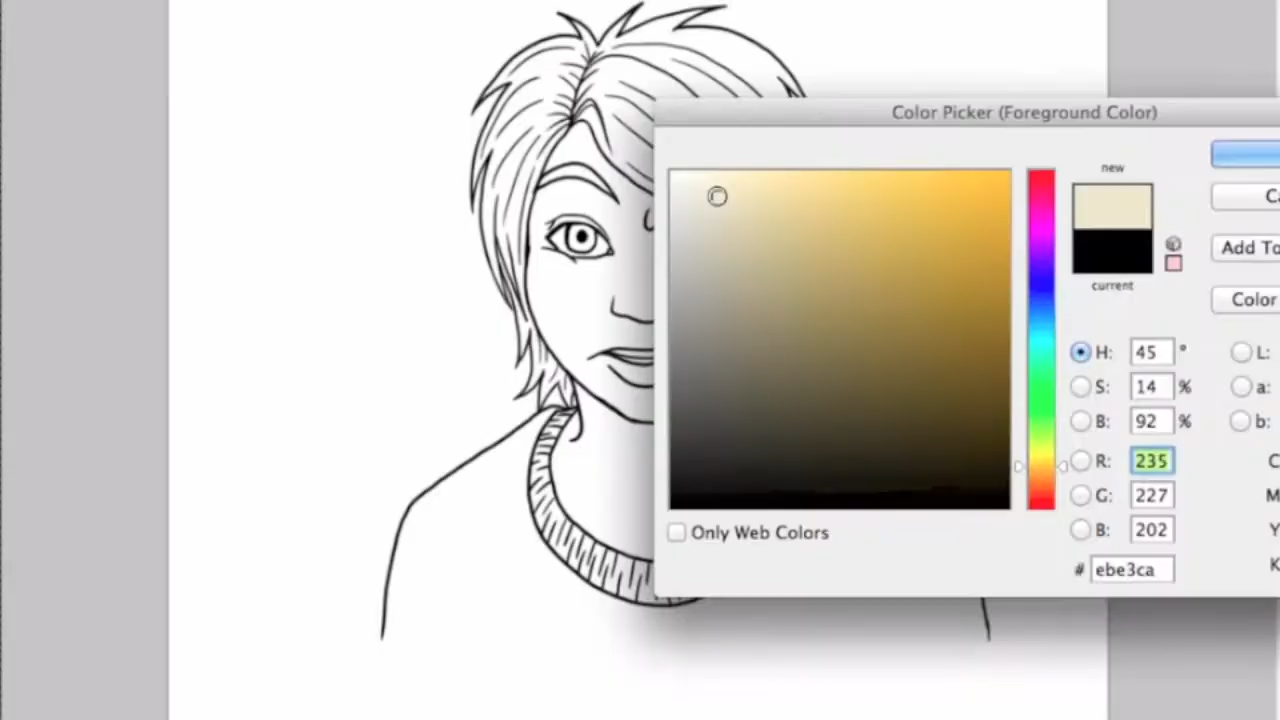 Color Picker (Foreground Color)
new
Ca
Add To
current
Color
H: 45 ° L:
S: 14 % a:
B: 92 % b:
R: 235 C
G: 227 M
B: 202 Y
Only Web Colors
# ebe3ca K